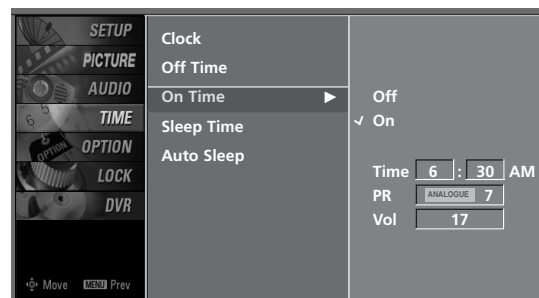 SETUP
PICTURE
AUDIO
TIME
OPTION
LOCK
DVR
Move MENU Prev
Clock
Off Time
On Time ▶
Sleep Time
Auto Sleep
Off
✓ On
Time 6 : 30 AM
PR ANALOGUE 7
Vol 17